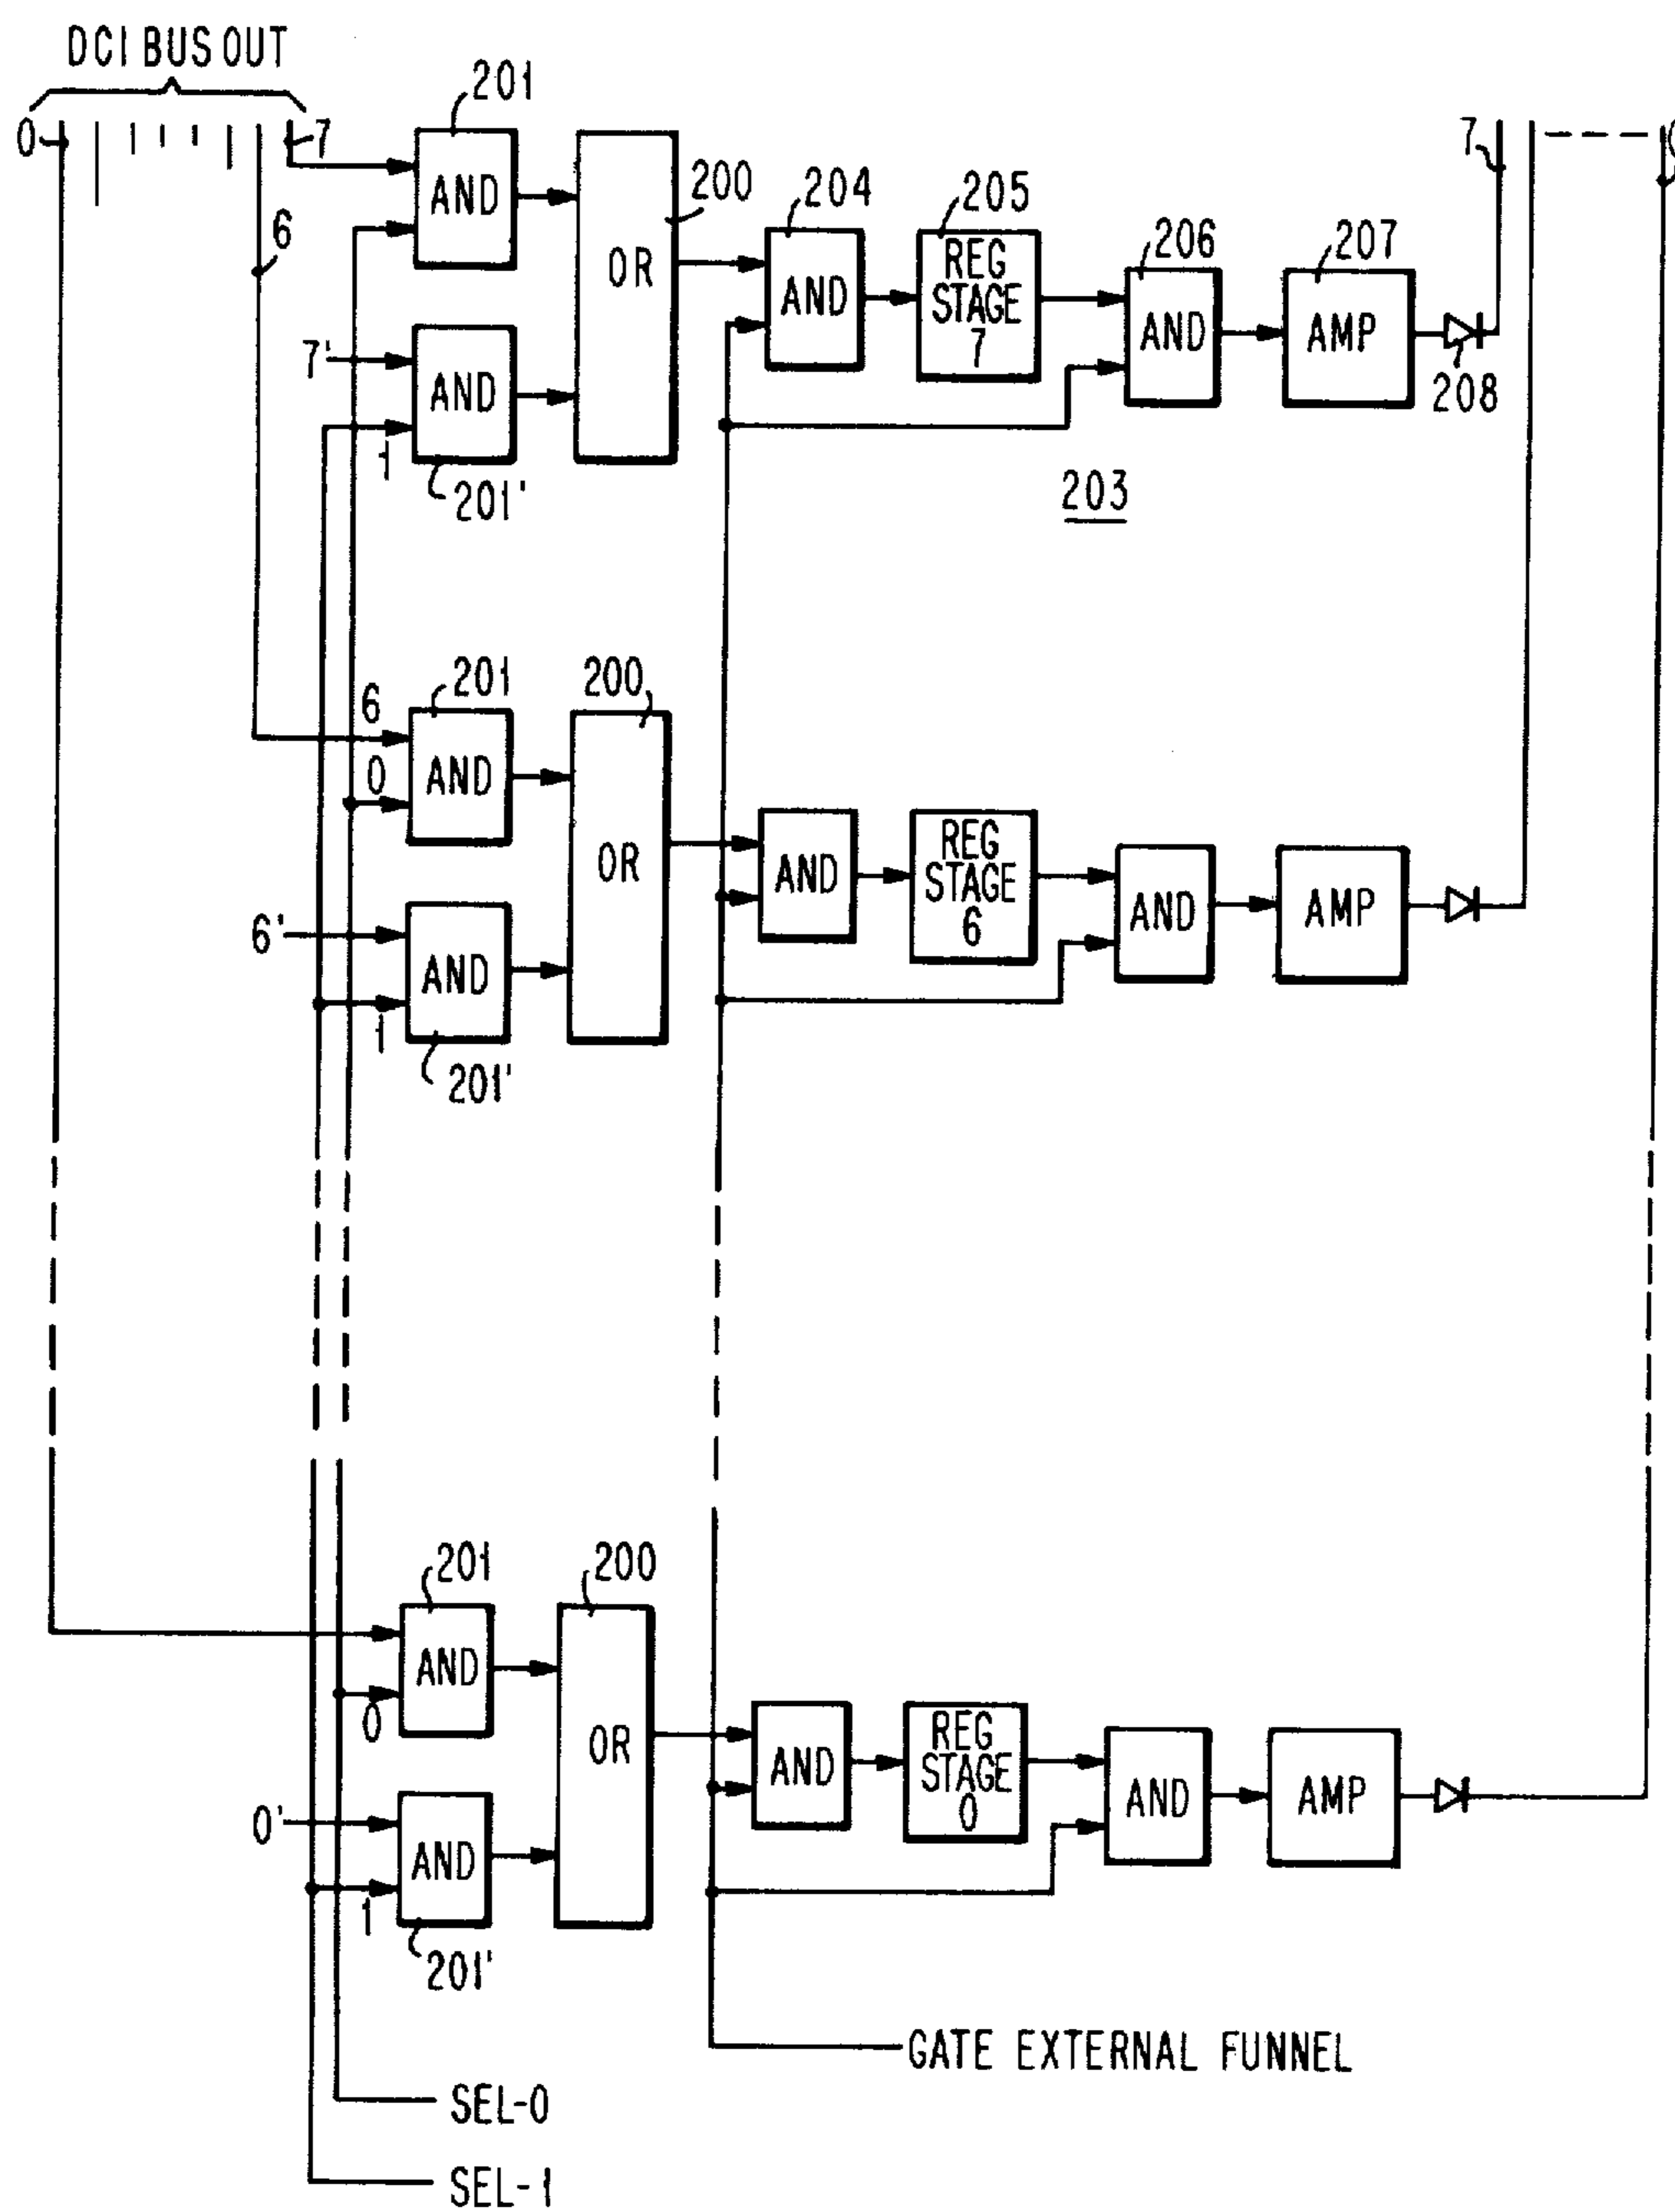 DCI BUS OUT
0 7
201
AND
200
OR
204
AND
205
REG
STAGE
7
206
AND
207
AMP
208
7
0
6
7'
AND
1
201'
203
6
0
201
AND
200
OR
AND
REG
STAGE
6
AND
AMP
6'
AND
1
201'
201
AND
0
200
OR
AND
REG
STAGE
0
AND
AMP
0'
AND
1
201'
GATE EXTERNAL FUNNEL
SEL-0
SEL-1